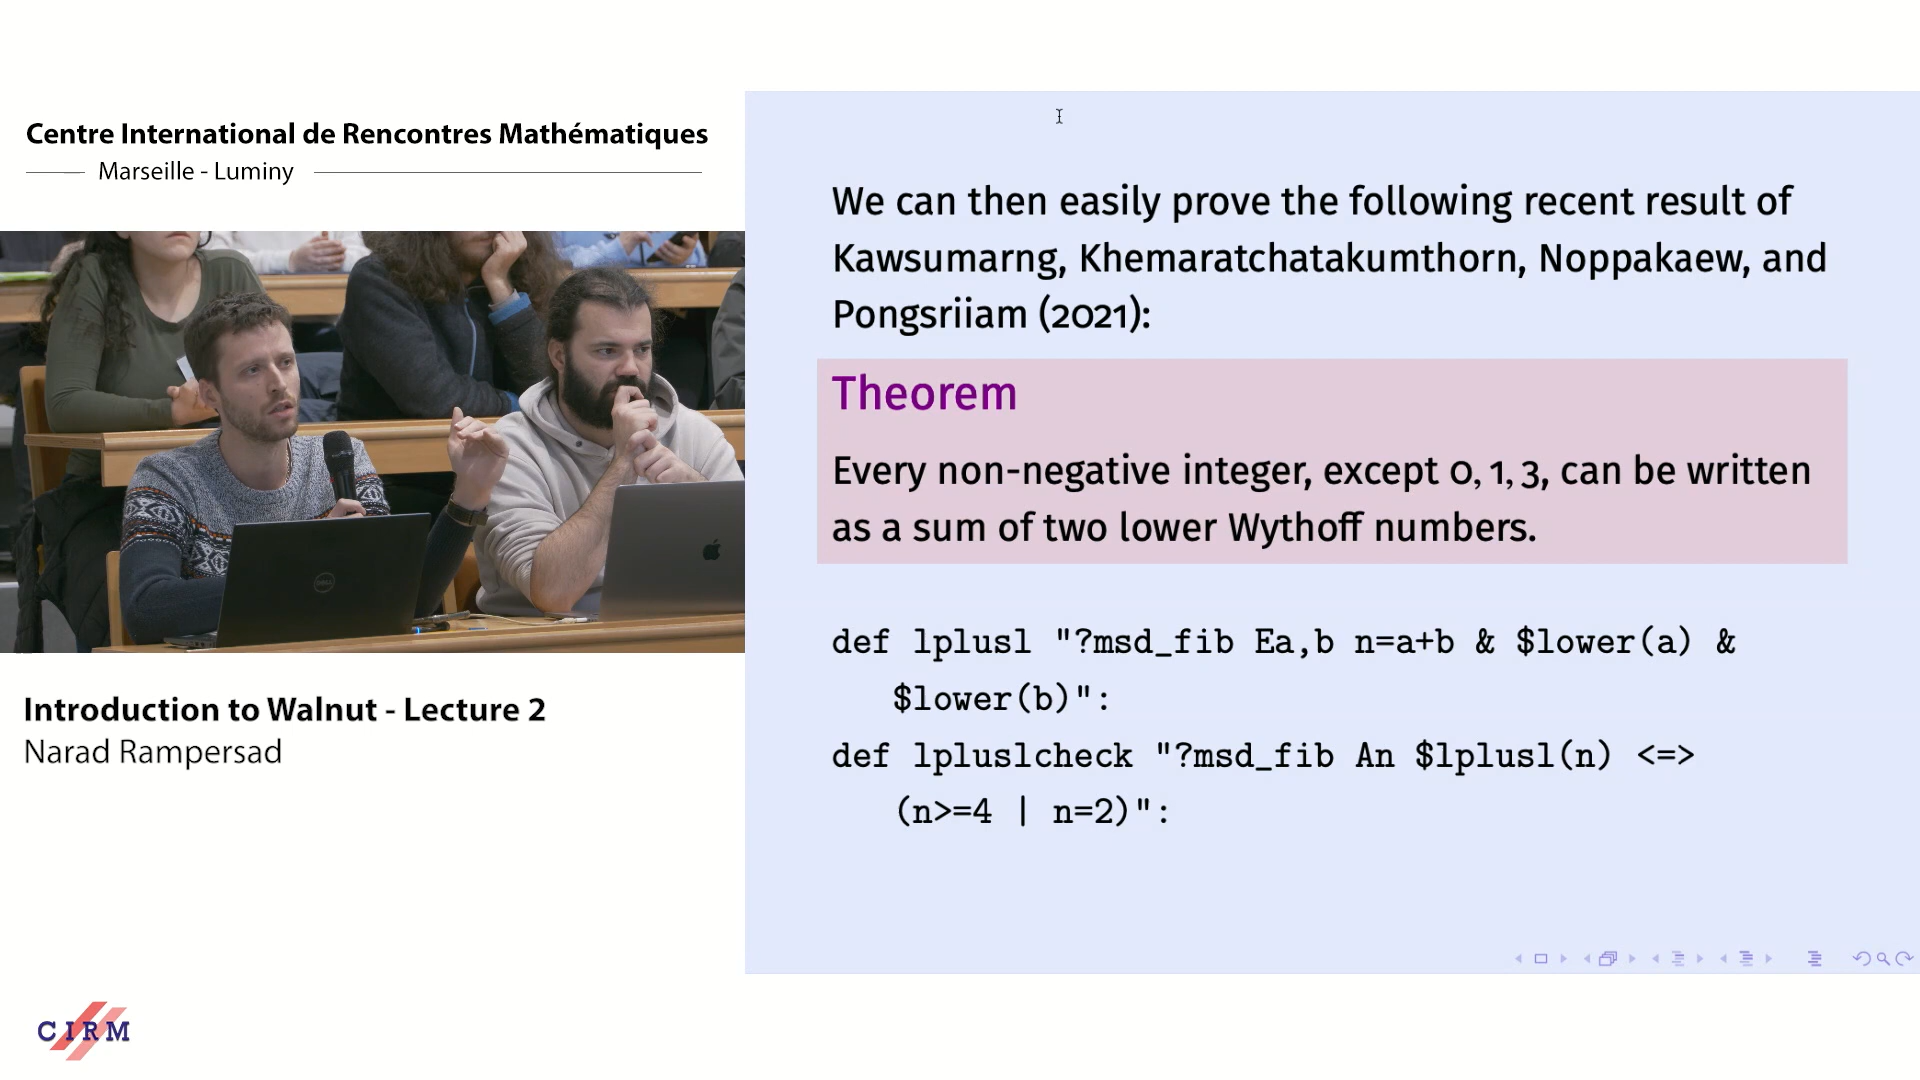 Centre International de Rencontres Mathématiques
Marseille - Luminy
We can then easily prove the following recent result of
Kawsumarng, Khemaratchatakumthorn, Noppakaew, and
Pongsriiam (2021):
Theorem
Every non-negative integer, except 0, 1, 3, can be written
as a sum of two lower Wythoff numbers.
def lplusl "?msd_fib Ea,b n=a+b & $lower(a) &
$lower(b)":
def lpluslcheck "?msd_fib An $lplusl(n) <=>
(n>=4 | n=2)":
DELL
Introduction to Walnut - Lecture 2
Narad Rampersad
CIRM